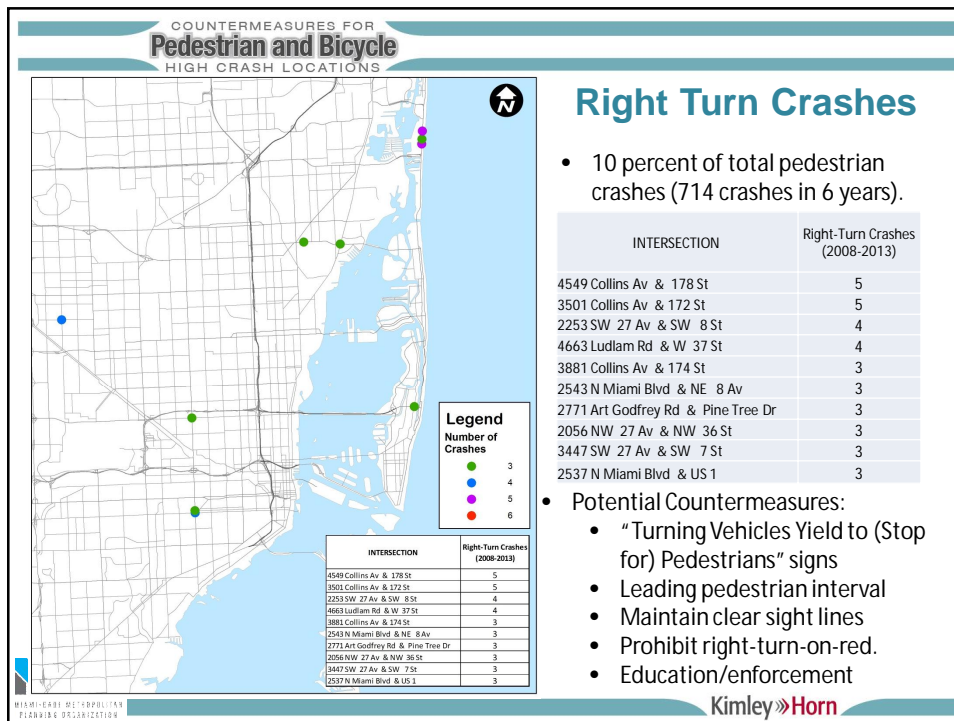 COUNTERMEASURES FOR
Pedestrian and Bicycle
HIGH CRASH LOCATIONS
N
Legend
Number of
Crashes
3
4
5
6
INTERSECTION Right-Turn Crashes
(2008-2013)
4549 Collins Av & 178 St 5
3501 Collins Av & 172 St 5
2253 SW 27 Av & SW 8 St 4
4663 Ludlam Rd & W 37 St 4
3881 Collins Av & 174 St 3
2543 N Miami Blvd & NE 8 Av 3
2771 Art Godfrey Rd & Pine Tree Dr 3
2056 NW 27 Av & NW 36 St 3
3447 SW 27 Av & SW 7 St 3
2537 N Miami Blvd & US 1 3
Right Turn Crashes
• 10 percent of total pedestrian
crashes (714 crashes in 6 years).
INTERSECTION Right-Turn Crashes
(2008-2013)
4549 Collins Av & 178 St 5
3501 Collins Av & 172 St 5
2253 SW 27 Av & SW 8 St 4
4663 Ludlam Rd & W 37 St 4
3881 Collins Av & 174 St 3
2543 N Miami Blvd & NE 8 Av 3
2771 Art Godfrey Rd & Pine Tree Dr 3
2056 NW 27 Av & NW 36 St 3
3447 SW 27 Av & SW 7 St 3
2537 N Miami Blvd & US 1 3
• Potential Countermeasures:
• “Turning Vehicles Yield to (Stop
for) Pedestrians” signs
• Leading pedestrian interval
• Maintain clear sight lines
• Prohibit right-turn-on-red.
• Education/enforcement
MIAMI-DADE METROPOLITAN
PLANNING ORGANIZATION
Kimley»Horn